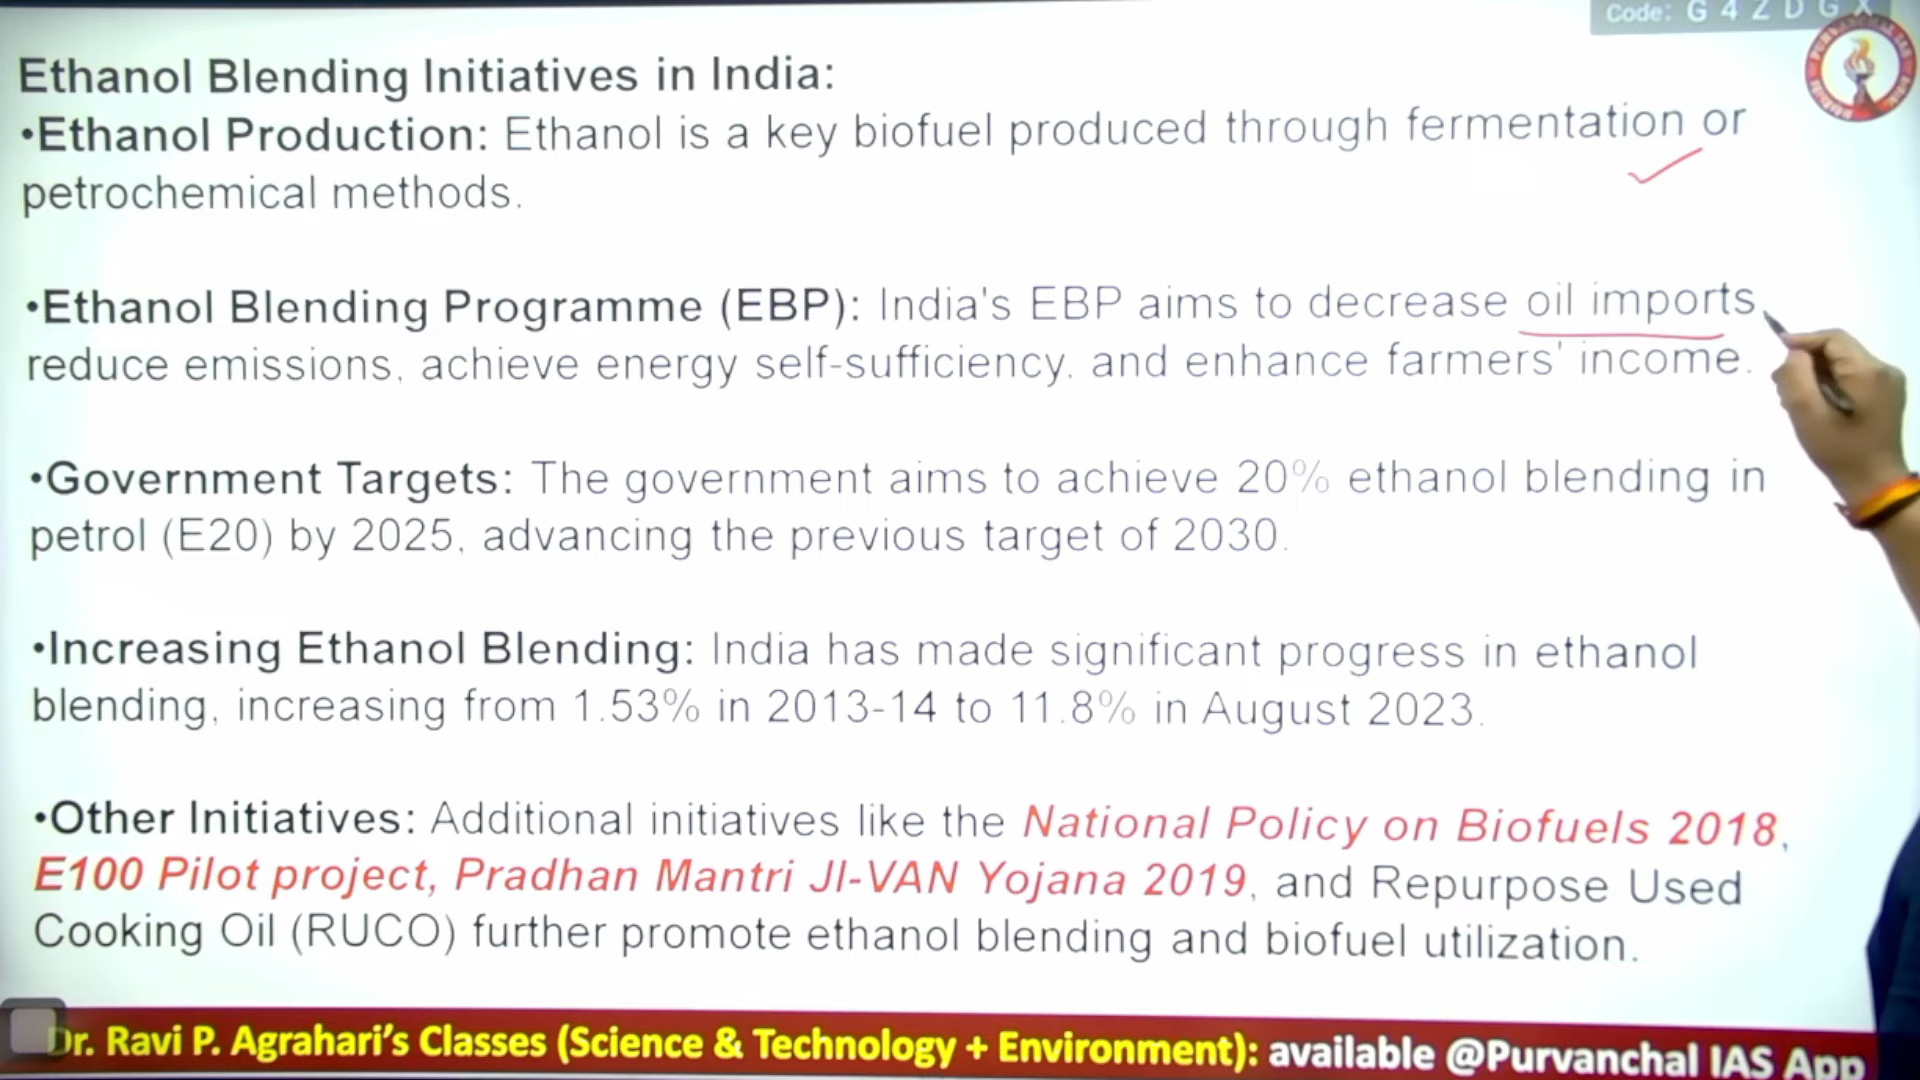 Code: G 4 Z D G X
Ethanol Blending Initiatives in India:
•Ethanol Production: Ethanol is a key biofuel produced through fermentation or
petrochemical methods.
•Ethanol Blending Programme (EBP): India's EBP aims to decrease oil imports,
reduce emissions, achieve energy self-sufficiency, and enhance farmers' income.
•Government Targets: The government aims to achieve 20% ethanol blending in
petrol (E20) by 2025, advancing the previous target of 2030.
•Increasing Ethanol Blending: India has made significant progress in ethanol
blending, increasing from 1.53% in 2013-14 to 11.8% in August 2023.
•Other Initiatives: Additional initiatives like the National Policy on Biofuels 2018,
E100 Pilot project, Pradhan Mantri JI-VAN Yojana 2019, and Repurpose Used
Cooking Oil (RUCO) further promote ethanol blending and biofuel utilization.
Dr. Ravi P. Agrahari's Classes (Science & Technology + Environment): available @Purvanchal IAS App